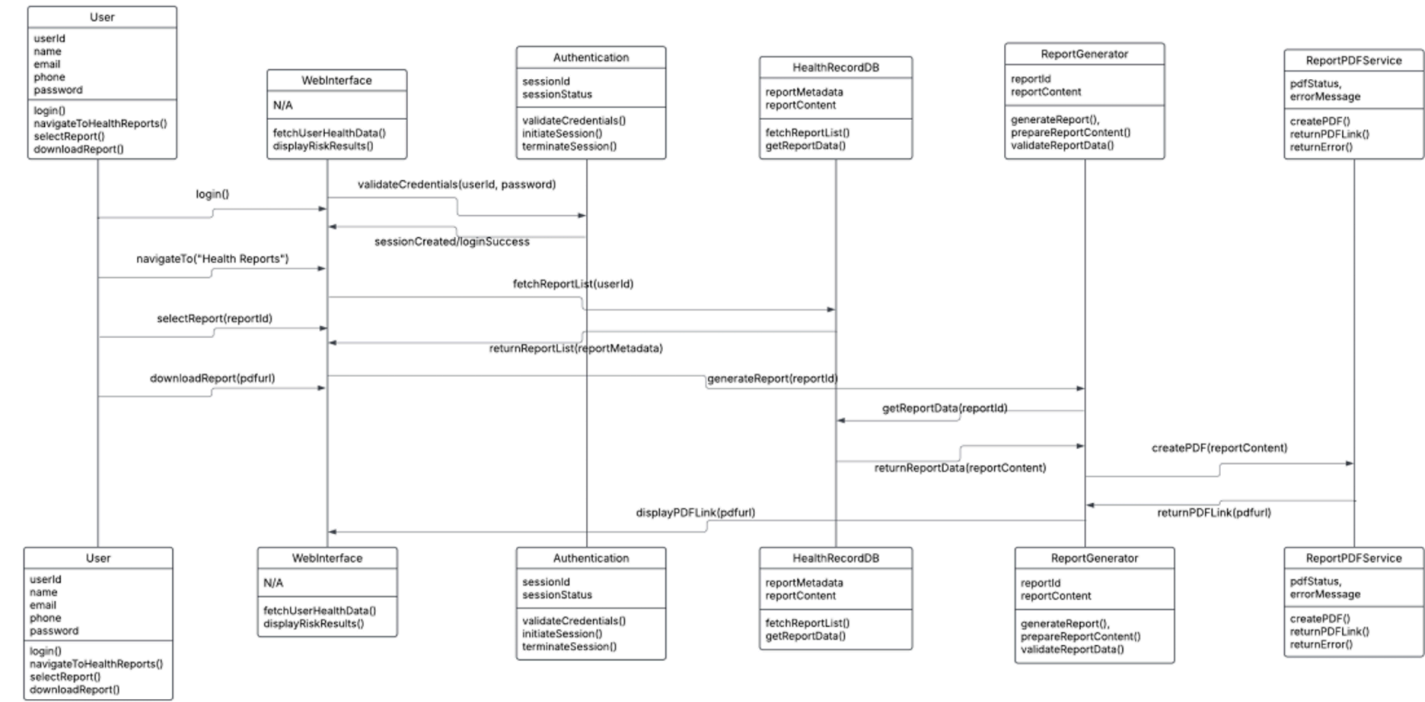 User
userId
name
email
phone
password
login()
navigateToHealthReports()
selectReport()
downloadReport()
WebInterface
N/A
fetchUserHealthData()
displayRiskResults()
Authentication
sessionId
sessionStatus
validateCredentials()
initiateSession()
terminateSession()
HealthRecordDB
reportMetadata
reportContent
fetchReportList()
getReportData()
ReportGenerator
reportId
reportContent
generateReport(),
prepareReportContent()
validateReportData()
ReportPDFService
pdfStatus,
errorMessage
createPDF()
returnPDFLink()
returnError()
login()
validateCredentials(userId, password)
sessionCreated/loginSuccess
navigateTo("Health Reports")
fetchReportList(userId)
selectReport(reportId)
returnReportList(reportMetadata)
downloadReport(pdfurl)
generateReport(reportId)
getReportData(reportId)
returnReportData(reportContent)
createPDF(reportContent)
returnPDFLink(pdfurl)
displayPDFLink(pdfurl)
User
userId
name
email
phone
password
login()
navigateToHealthReports()
selectReport()
downloadReport()
WebInterface
N/A
fetchUserHealthData()
displayRiskResults()
Authentication
sessionId
sessionStatus
validateCredentials()
initiateSession()
terminateSession()
HealthRecordDB
reportMetadata
reportContent
fetchReportList()
getReportData()
ReportGenerator
reportId
reportContent
generateReport(),
prepareReportContent()
validateReportData()
ReportPDFService
pdfStatus,
errorMessage
createPDF()
returnPDFLink()
returnError()